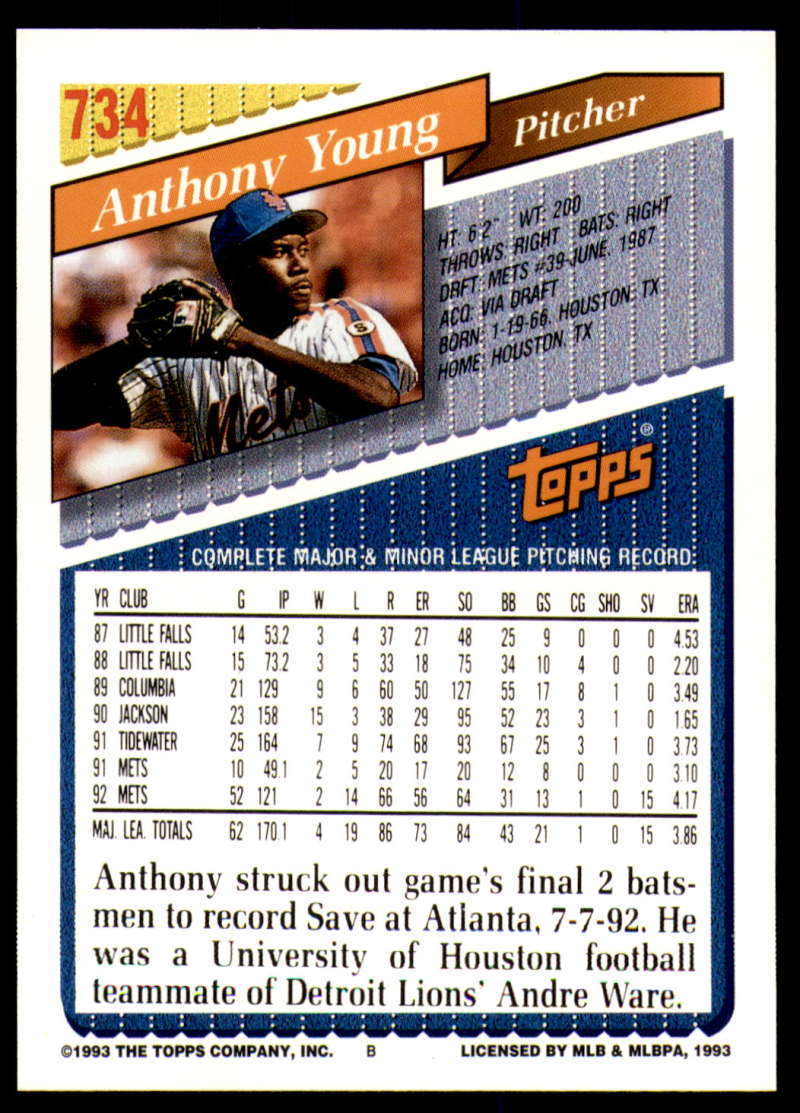 734
Anthony Young
Pitcher
HT: 6'2" WT: 200
THROWS: RIGHT BATS: RIGHT
DRFT: METS #39-JUNE, 1987
ACQ: VIA DRAFT
BORN: 1-19-66, HOUSTON, TX
HOME: HOUSTON, TX
S
Mets
TOPPS®
COMPLETE MAJOR & MINOR LEAGUE PITCHING RECORD
YR CLUB G IP W L R ER SO BB GS CG SHO SV ERA
87 LITTLE FALLS 14 53.2 3 4 37 27 48 25 9 0 0 0 4.53
88 LITTLE FALLS 15 73.2 3 5 33 18 75 34 10 4 0 0 2.20
89 COLUMBIA 21 129 9 6 60 50 127 55 17 8 1 0 3.49
90 JACKSON 23 158 15 3 38 29 95 52 23 3 1 0 1.65
91 TIDEWATER 25 164 7 9 74 68 93 67 25 3 1 0 3.73
91 METS 10 49.1 2 5 20 17 20 12 8 0 0 0 3.10
92 METS 52 121 2 14 66 56 64 31 13 1 0 15 4.17
MAJ. LEA. TOTALS 62 170.1 4 19 86 73 84 43 21 1 0 15 3.86
Anthony struck out game's final 2 bats-
men to record Save at Atlanta, 7-7-92. He
was a University of Houston football
teammate of Detroit Lions' Andre Ware.
©1993 THE TOPPS COMPANY, INC. B LICENSED BY MLB & MLBPA, 1993